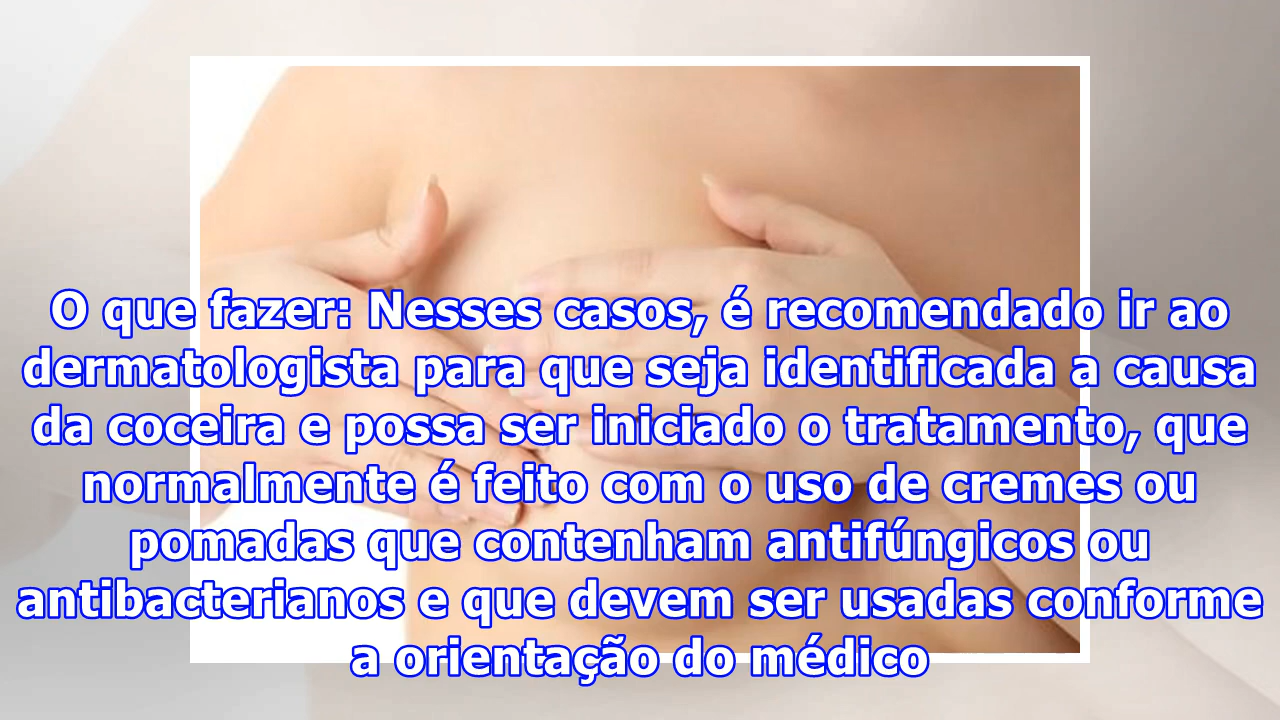 O que fazer: Nesses casos, é recomendado ir ao
dermatologista para que seja identificada a causa
da coceira e possa ser iniciado o tratamento, que
normalmente é feito com o uso de cremes ou
pomadas que contenham antifúngicos ou
antibacterianos e que devem ser usadas conforme
a orientação do médico